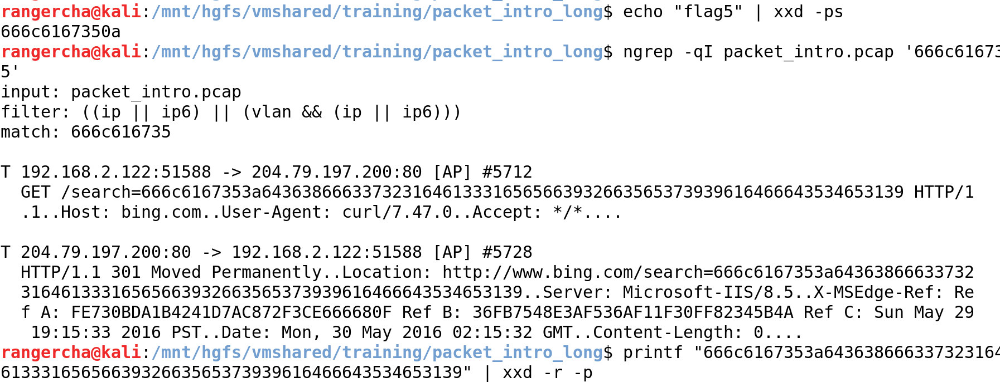 rangercha@kali:/mnt/hgfs/vmshared/training/packet_intro_long$ echo "flag5" | xxd -ps
666c6167350a
rangercha@kali:/mnt/hgfs/vmshared/training/packet_intro_long$ ngrep -qI packet_intro.pcap '666c61673
5'
input: packet_intro.pcap
filter: ((ip || ip6) || (vlan && (ip || ip6)))
match: 666c616735
T 192.168.2.122:51588 -> 204.79.197.200:80 [AP] #5712
GET /search=666c6167353a6436386663373231646133316565663932663565373939616466643534653139 HTTP/1
.1..Host: bing.com..User-Agent: curl/7.47.0..Accept: */*....
T 204.79.197.200:80 -> 192.168.2.122:51588 [AP] #5728
HTTP/1.1 301 Moved Permanently..Location: http://www.bing.com/search=666c6167353a64363866633732
31646133316565663932663565373939616466643534653139..Server: Microsoft-IIS/8.5..X-MSEdge-Ref: Re
f A: FE730BDA1B4241D7AC872F3CE666680F Ref B: 36FB7548E3AF536AF11F30FF82345B4A Ref C: Sun May 29
19:15:33 2016 PST..Date: Mon, 30 May 2016 02:15:32 GMT..Content-Length: 0....
rangercha@kali:/mnt/hgfs/vmshared/training/packet_intro_long$ printf "666c6167353a643638666337323164
6133316565663932663565373939616466643534653139" | xxd -r -p